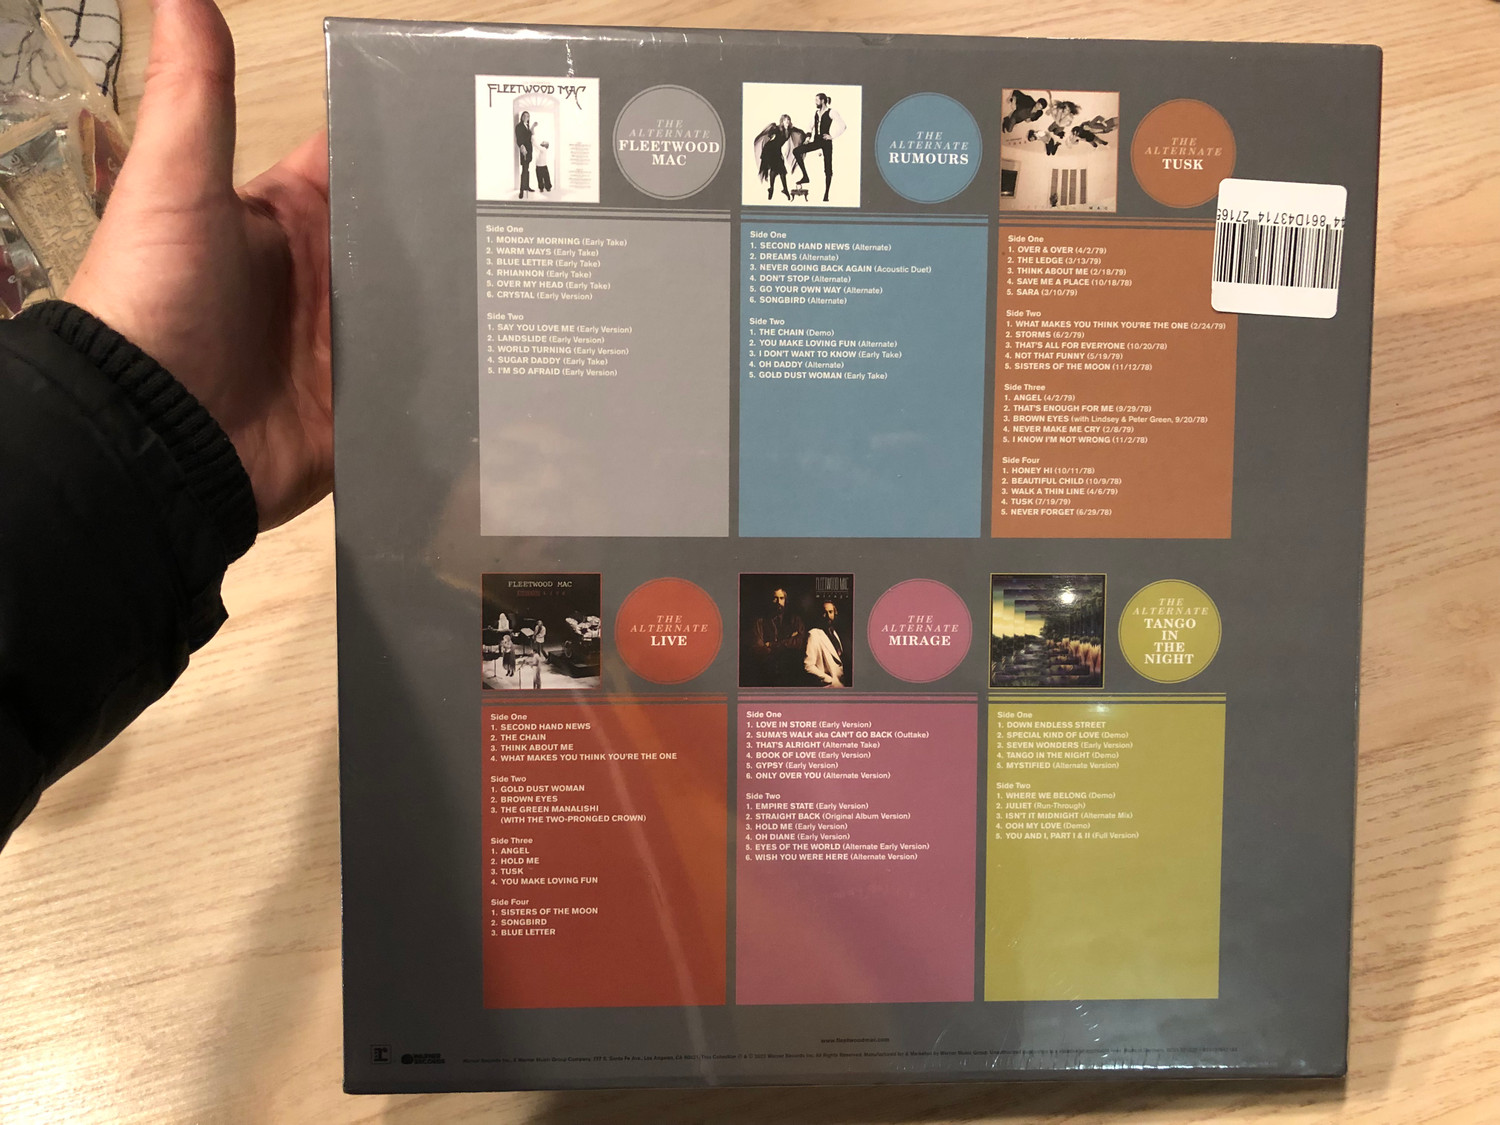 FLEETWOOD MAC
THE
ALTERNATE
FLEETWOOD
MAC
Side One
1. MONDAY MORNING (Early Take)
2. WARM WAYS (Early Take)
3. BLUE LETTER (Early Take)
4. RHIANNON (Early Take)
5. OVER MY HEAD (Early Take)
6. CRYSTAL (Early Version)
Side Two
1. SAY YOU LOVE ME (Early Version)
2. LANDSLIDE (Early Version)
3. WORLD TURNING (Early Version)
4. SUGAR DADDY (Early Take)
5. I'M SO AFRAID (Early Version)
THE
ALTERNATE
RUMOURS
Side One
1. SECOND HAND NEWS (Alternate)
2. DREAMS (Alternate)
3. NEVER GOING BACK AGAIN (Acoustic Duet)
4. DON'T STOP (Alternate)
5. GO YOUR OWN WAY (Alternate)
6. SONGBIRD (Alternate)
Side Two
1. THE CHAIN (Demo)
2. YOU MAKE LOVING FUN (Alternate)
3. I DON'T WANT TO KNOW (Early Take)
4. OH DADDY (Alternate)
5. GOLD DUST WOMAN (Early Take)
THE
ALTERNATE
TUSK
Side One
1. OVER & OVER (4/2/79)
2. THE LEDGE (3/13/79)
3. THINK ABOUT ME (2/18/79)
4. SAVE ME A PLACE (10/18/78)
5. SARA (3/10/79)
Side Two
1. WHAT MAKES YOU THINK YOU'RE THE ONE (2/24/79)
2. STORMS (6/2/79)
3. THAT'S ALL FOR EVERYONE (10/20/78)
4. NOT THAT FUNNY (5/19/79)
5. SISTERS OF THE MOON (11/12/78)
Side Three
1. ANGEL (4/2/79)
2. THAT'S ENOUGH FOR ME (9/29/78)
3. BROWN EYES (with Lindsey & Peter Green, 9/20/78)
4. NEVER MAKE ME CRY (2/8/79)
5. I KNOW I'M NOT WRONG (11/2/78)
Side Four
1. HONEY HI (10/11/78)
2. BEAUTIFUL CHILD (10/9/78)
3. WALK A THIN LINE (4/6/79)
4. TUSK (7/19/79)
5. NEVER FORGET (6/29/78)
44 861D43714 27165
FLEETWOOD MAC
LIVE
THE
ALTERNATE
LIVE
Side One
1. SECOND HAND NEWS
2. THE CHAIN
3. THINK ABOUT ME
4. WHAT MAKES YOU THINK YOU'RE THE ONE
Side Two
1. GOLD DUST WOMAN
2. BROWN EYES
3. THE GREEN MANALISHI
(WITH THE TWO-PRONGED CROWN)
Side Three
1. ANGEL
2. HOLD ME
3. TUSK
4. YOU MAKE LOVING FUN
Side Four
1. SISTERS OF THE MOON
2. SONGBIRD
3. BLUE LETTER
FLEETWOOD MAC
mirage
THE
ALTERNATE
MIRAGE
Side One
1. LOVE IN STORE (Early Version)
2. SUMA'S WALK aka CAN'T GO BACK (Outtake)
3. THAT'S ALRIGHT (Alternate Take)
4. BOOK OF LOVE (Early Version)
5. GYPSY (Early Version)
6. ONLY OVER YOU (Alternate Version)
Side Two
1. EMPIRE STATE (Early Version)
2. STRAIGHT BACK (Original Album Version)
3. HOLD ME (Early Version)
4. OH DIANE (Early Version)
5. EYES OF THE WORLD (Alternate Early Version)
6. WISH YOU WERE HERE (Alternate Version)
THE
ALTERNATE
TANGO
IN
THE
NIGHT
Side One
1. DOWN ENDLESS STREET
2. SPECIAL KIND OF LOVE (Demo)
3. SEVEN WONDERS (Early Version)
4. TANGO IN THE NIGHT (Demo)
5. MYSTIFIED (Alternate Version)
Side Two
1. WHERE WE BELONG (Demo)
2. JULIET (Run-Through)
3. ISN'T IT MIDNIGHT (Alternate Mix)
4. OOH MY LOVE (Demo)
5. YOU AND I, PART I & II (Full Version)
www.fleetwoodmac.com
WARNER
RECORDS